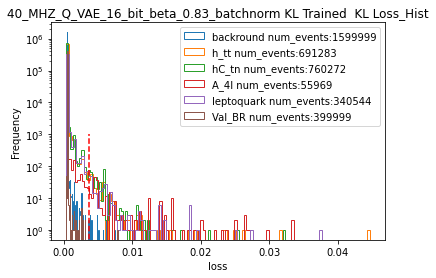 40_MHZ_Q_VAE_16_bit_beta_0.83_batchnorm KL Trained  KL Loss_Hist
backround num_events:1599999
h_tt num_events:691283
hC_tn num_events:760272
A_4l num_events:55969
leptoquark num_events:340544
Val_BR num_events:399999
Frequency
10⁶
10⁵
10⁴
10³
10²
10¹
10⁰
0.00 0.01 0.02 0.03 0.04
loss